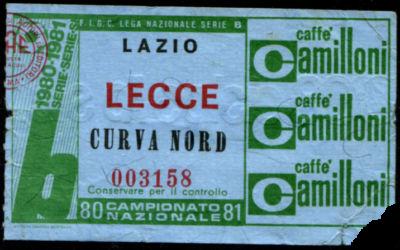 F.I.G.C. LEGA NAZIONALE SERIE B
LAZIO
LECCE
CURVA NORD
003158
Conservare per il controllo
80 CAMPIONATO 81
NAZIONALE
1980-1981
SERIE-SERIE
b
caffe'
Camilloni
caffe'
Camilloni
caffe'
Camilloni